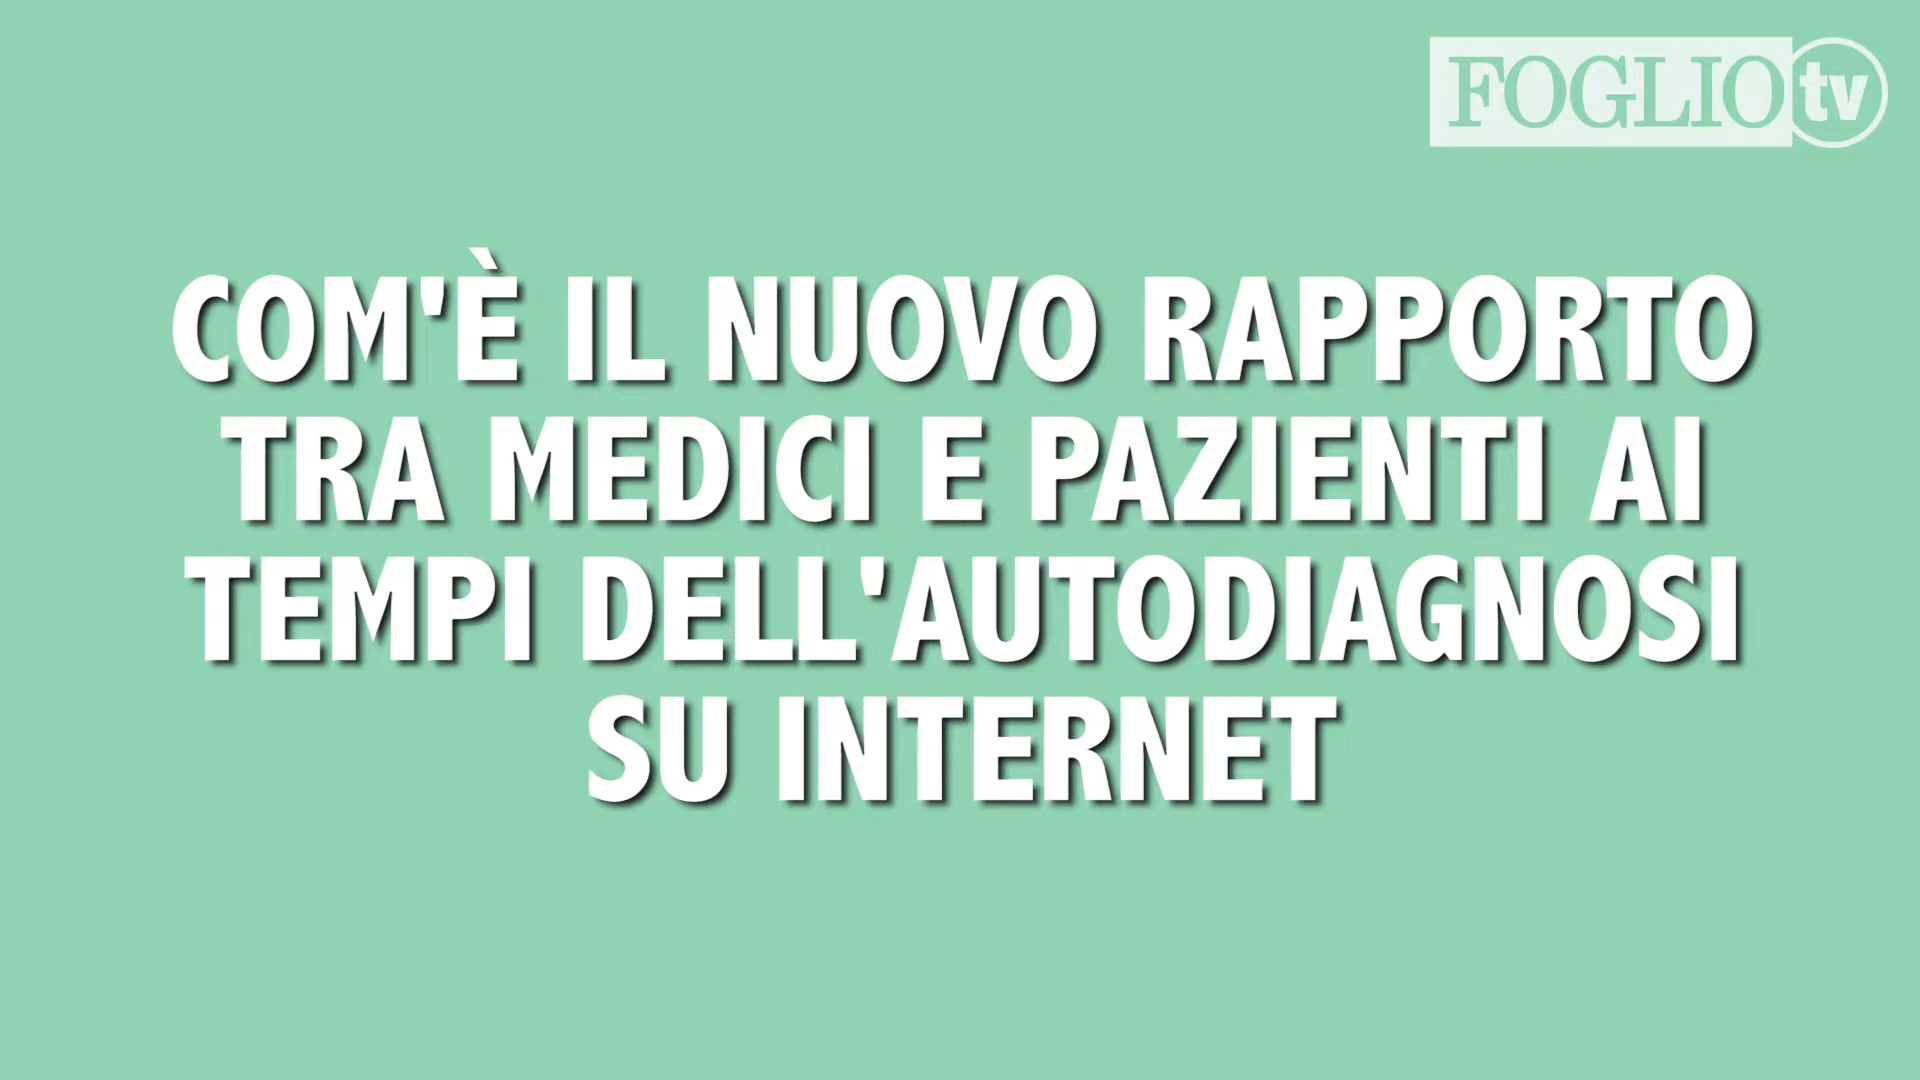 FOGLIO tv
COM'È IL NUOVO RAPPORTO
TRA MEDICI E PAZIENTI AI
TEMPI DELL'AUTODIAGNOSI
SU INTERNET